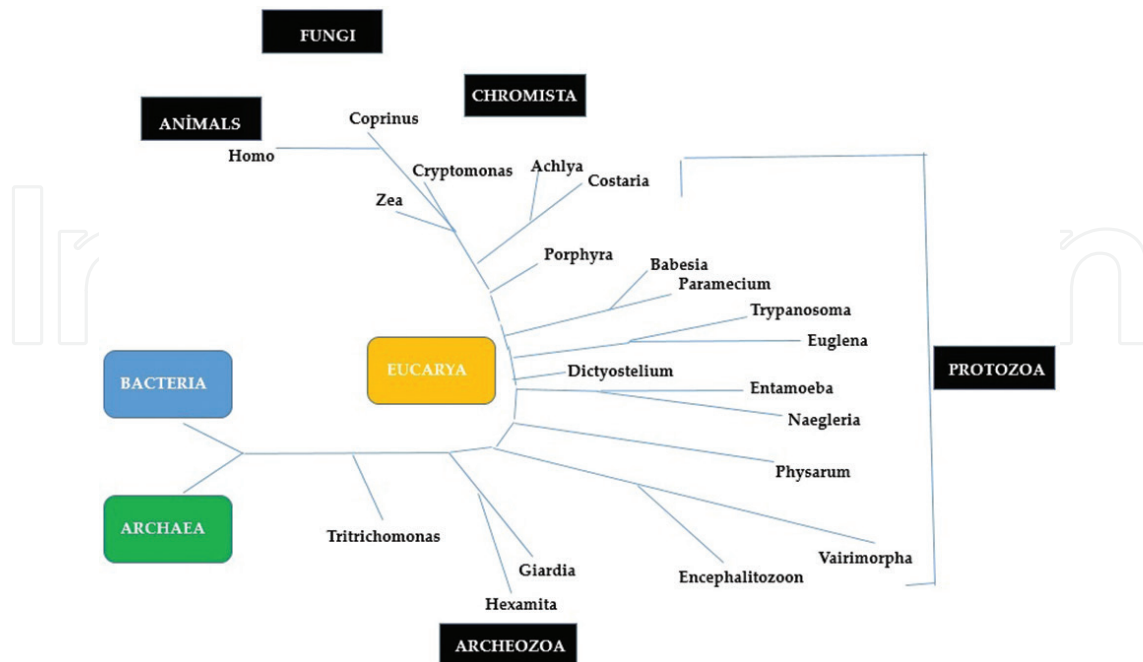 FUNGI
CHROMISTA
ANİMALS
Coprinus
Homo
Cryptomonas
Achlya
Costaria
Zea
Porphyra
Babesia
Paramecium
Trypanosoma
Euglena
BACTERIA
EUCARYA
Dictyostelium
PROTOZOA
Entamoeba
Naegleria
Physarum
ARCHAEA
Tritrichomonas
Vairimorpha
Giardia
Encephalitozoon
Hexamita
ARCHEOZOA